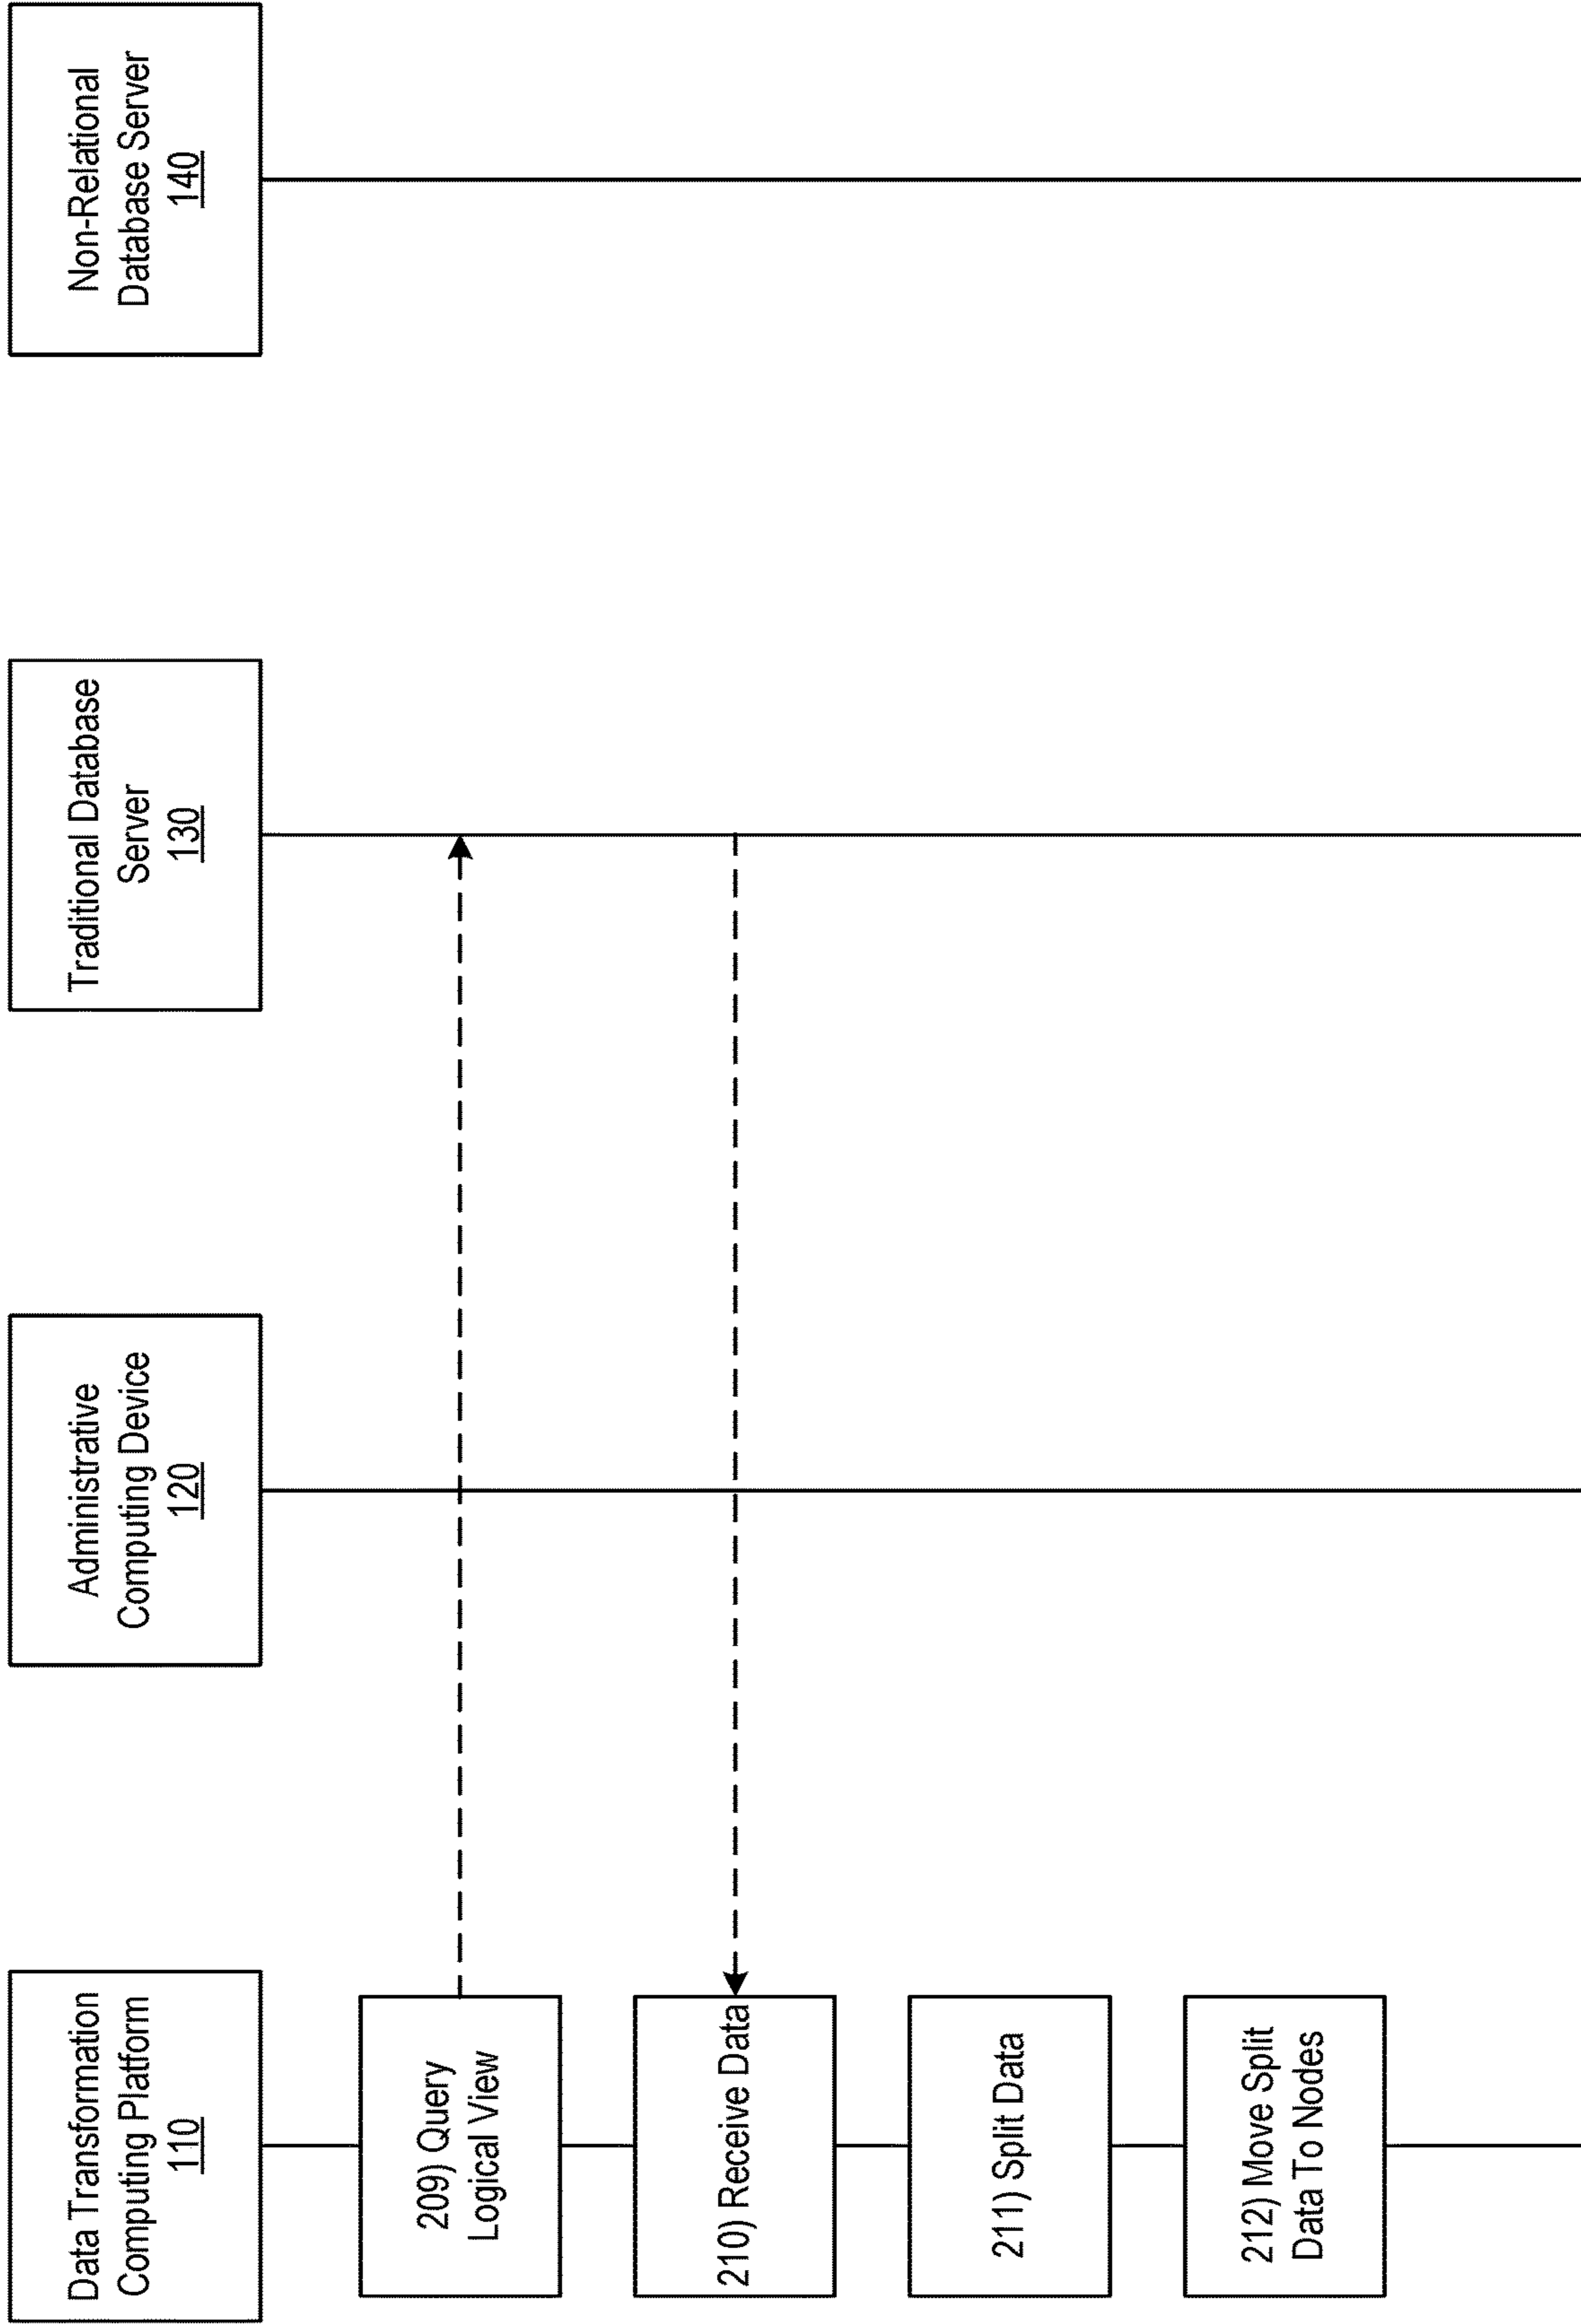 Data Transformation
Computing Platform
110
Administrative
Computing Device
120
Traditional Database
Server
130
Non-Relational
Database Server
140
209) Query
Logical View
210) Receive Data
211) Split Data
212) Move Split
Data To Nodes